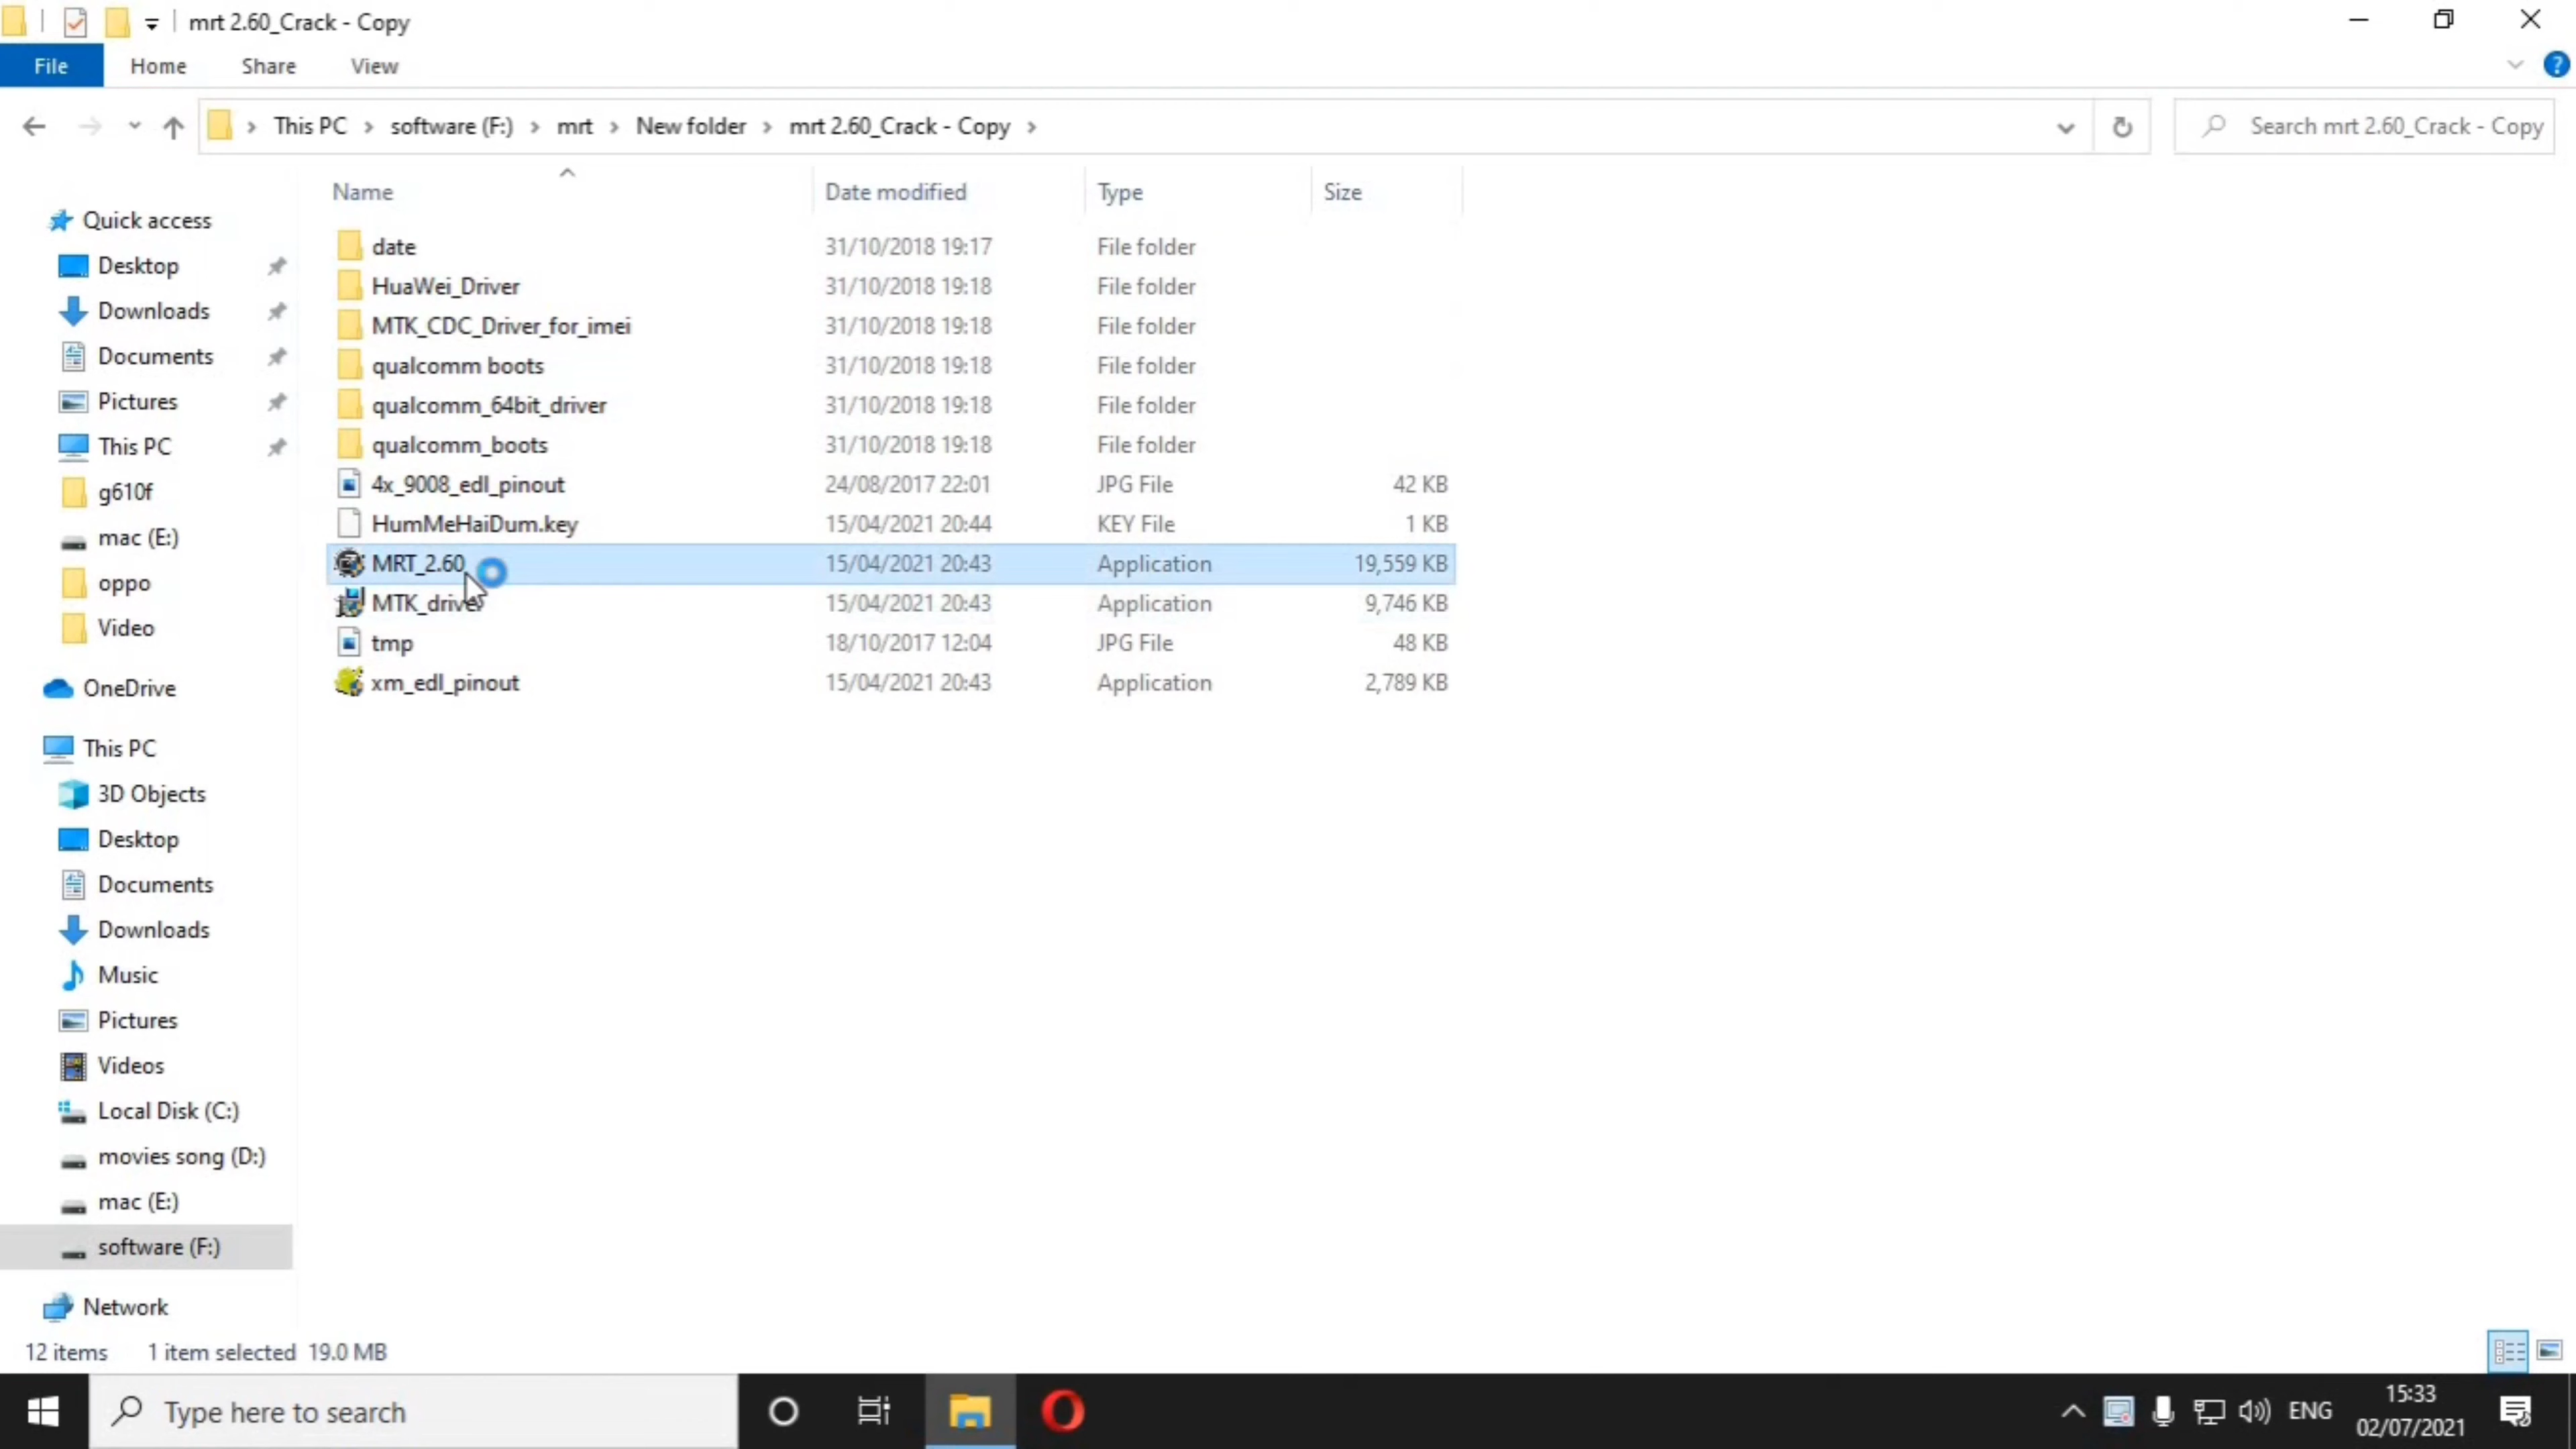 mrt 2.60_Crack - Copy
File Home Share View
This PC software (F:) mrt New folder mrt 2.60_Crack - Copy
Search mrt 2.60_Crack - Copy
Name Date modified Type Size
Quick access
Desktop
Downloads
Documents
Pictures
This PC
g610f
mac (E:)
oppo
Video
OneDrive
This PC
3D Objects
Desktop
Documents
Downloads
Music
Pictures
Videos
Local Disk (C:)
movies song (D:)
mac (E:)
software (F:)
Network
date 31/10/2018 19:17 File folder
HuaWei_Driver 31/10/2018 19:18 File folder
MTK_CDC_Driver_for_imei 31/10/2018 19:18 File folder
qualcomm boots 31/10/2018 19:18 File folder
qualcomm_64bit_driver 31/10/2018 19:18 File folder
qualcomm_boots 31/10/2018 19:18 File folder
4x_9008_edl_pinout 24/08/2017 22:01 JPG File 42 KB
HumMeHaiDum.key 15/04/2021 20:44 KEY File 1 KB
MRT_2.60 15/04/2021 20:43 Application 19,559 KB
MTK_driver 15/04/2021 20:43 Application 9,746 KB
tmp 18/10/2017 12:04 JPG File 48 KB
xm_edl_pinout 15/04/2021 20:43 Application 2,789 KB
12 items 1 item selected 19.0 MB
Type here to search
ENG
15:33
02/07/2021